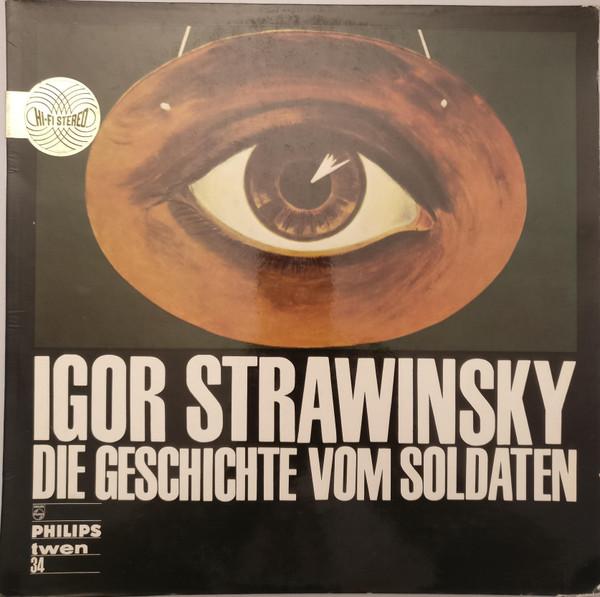 HI-FI STEREO
IGOR STRAWINSKY
DIE GESCHICHTE VOM SOLDATEN
PHILIPS
twen
34